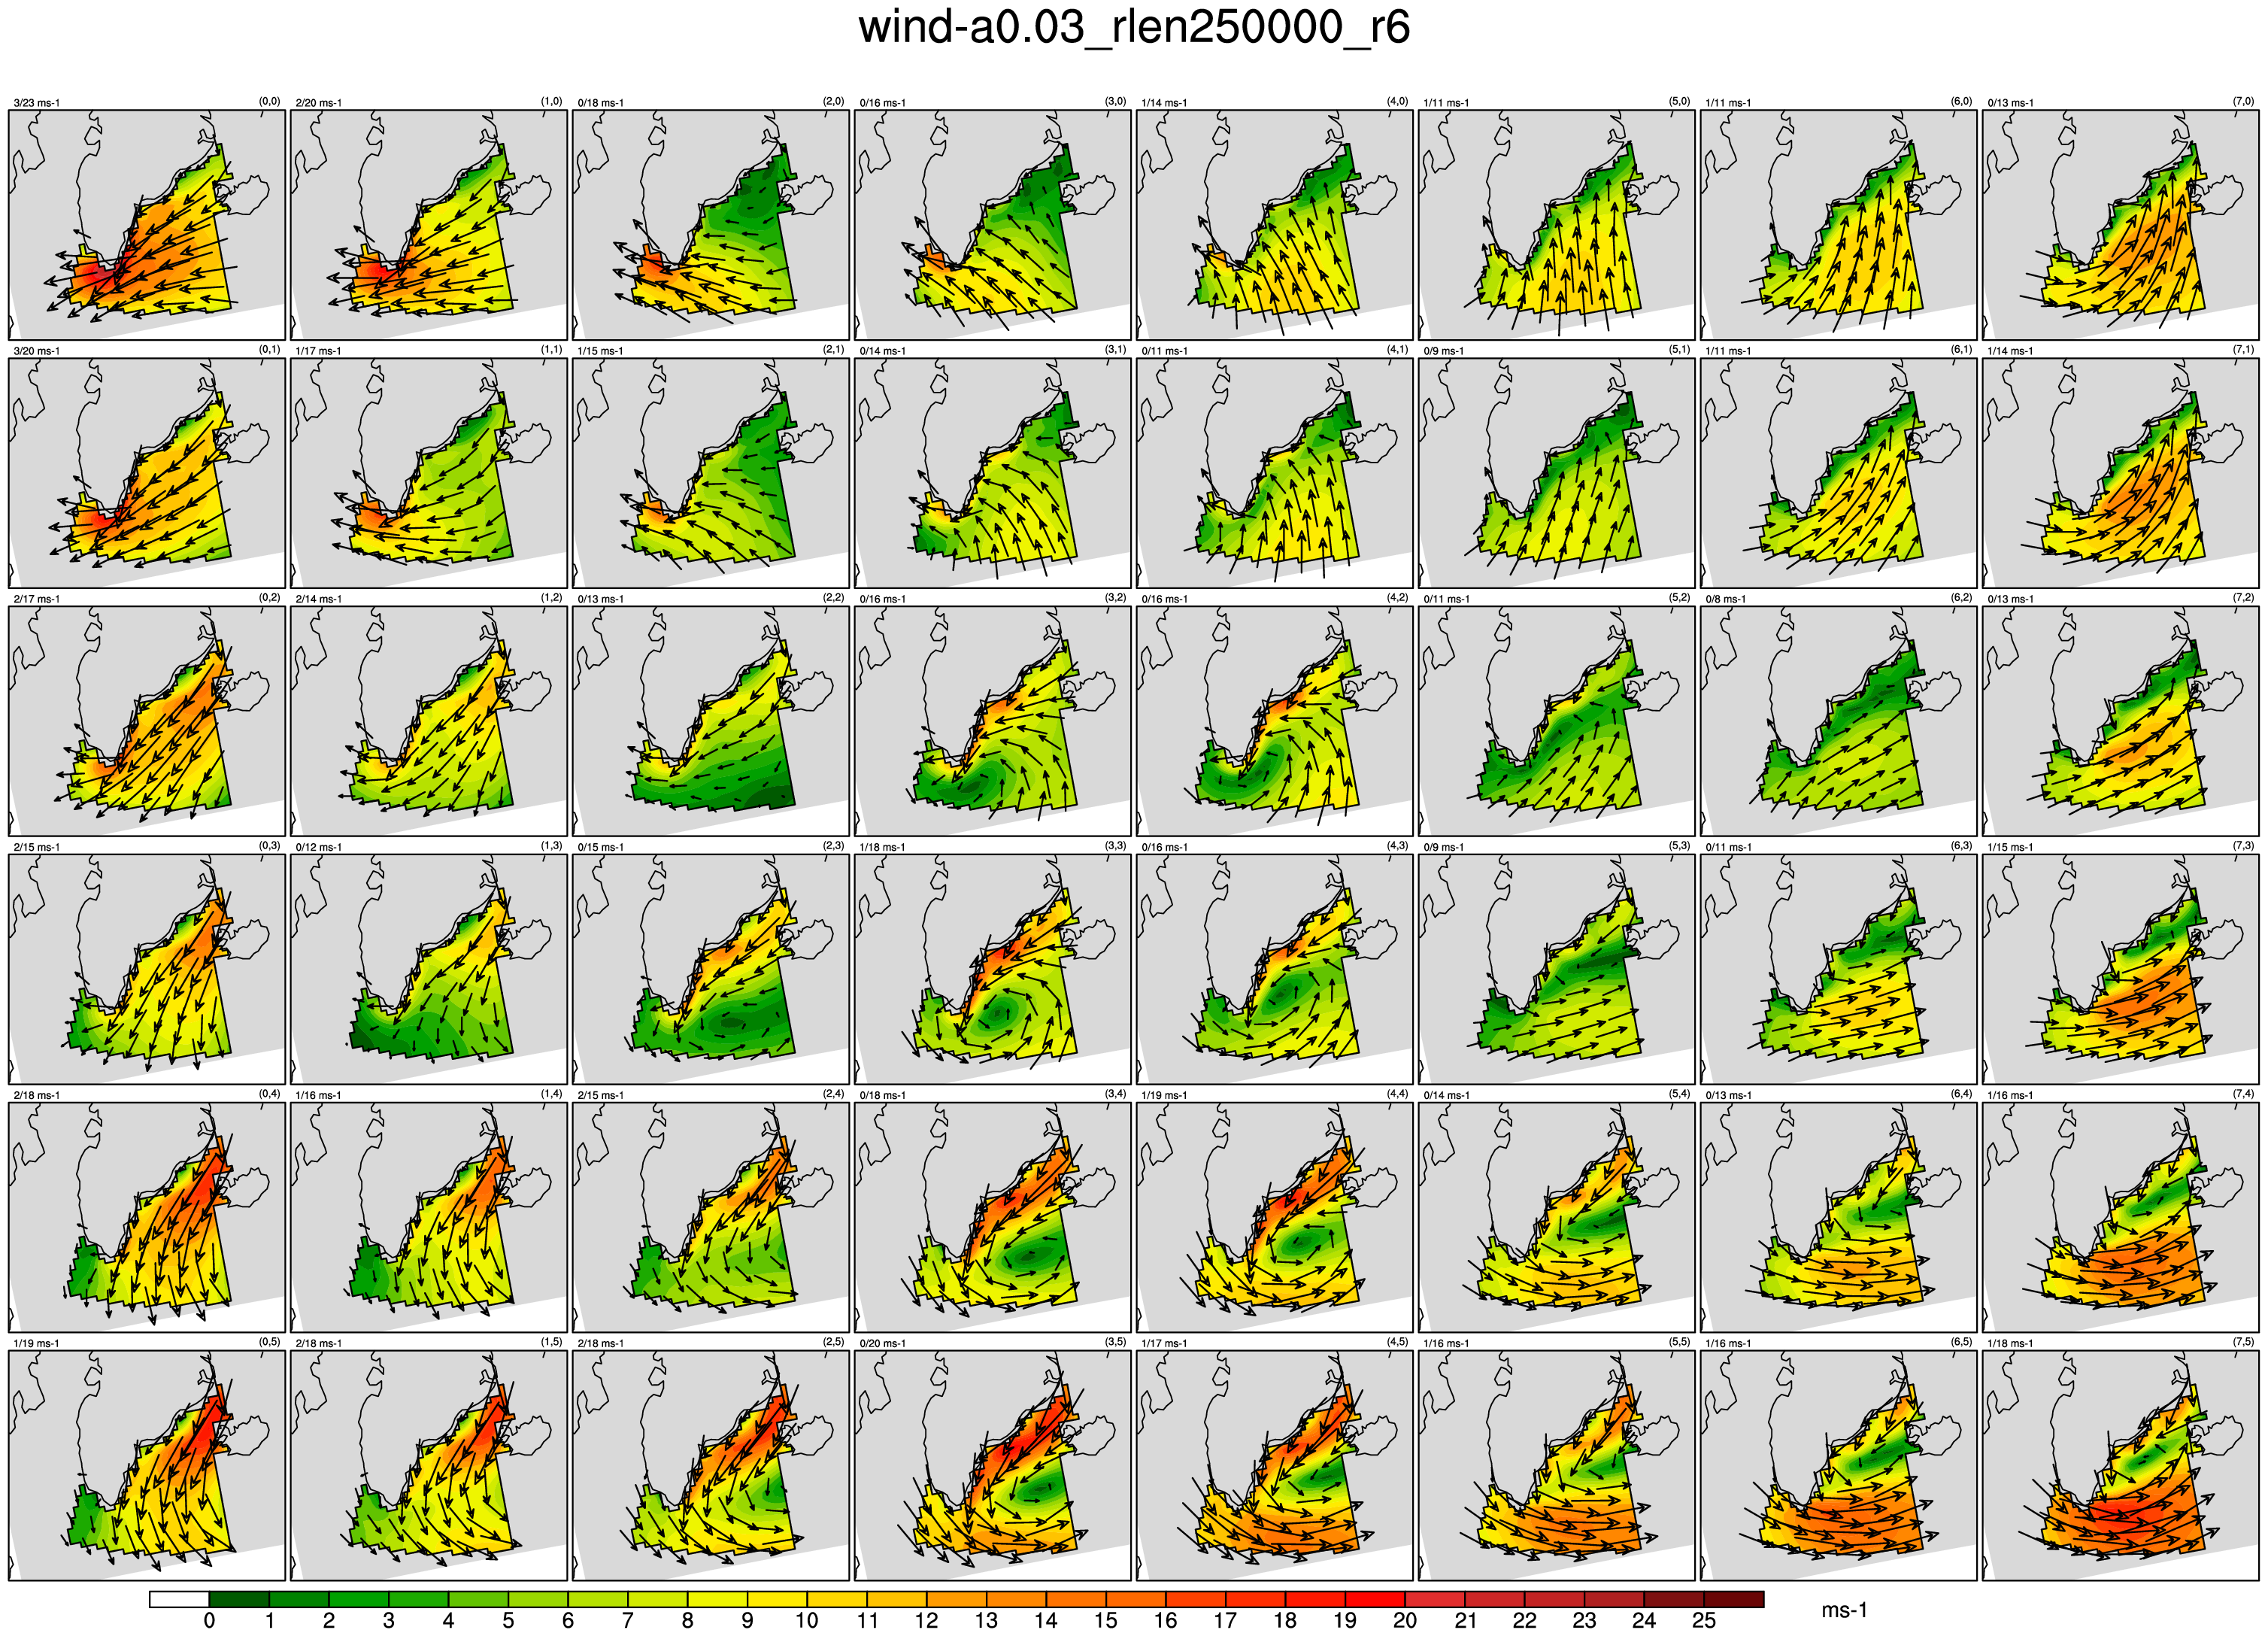 wind-a0.03_rlen250000_r6
3/23 ms-1 (0,0) 2/20 ms-1 (1,0) 0/18 ms-1 (2,0) 0/16 ms-1 (3,0) 1/14 ms-1 (4,0) 1/11 ms-1 (5,0) 1/11 ms-1 (6,0) 0/13 ms-1 (7,0)
3/20 ms-1 (0,1) 1/17 ms-1 (1,1) 1/15 ms-1 (2,1) 0/14 ms-1 (3,1) 0/11 ms-1 (4,1) 0/9 ms-1 (5,1) 1/11 ms-1 (6,1) 1/14 ms-1 (7,1)
2/17 ms-1 (0,2) 2/14 ms-1 (1,2) 0/13 ms-1 (2,2) 0/16 ms-1 (3,2) 0/16 ms-1 (4,2) 0/11 ms-1 (5,2) 0/8 ms-1 (6,2) 0/13 ms-1 (7,2)
2/15 ms-1 (0,3) 0/12 ms-1 (1,3) 0/15 ms-1 (2,3) 1/18 ms-1 (3,3) 0/16 ms-1 (4,3) 0/9 ms-1 (5,3) 0/11 ms-1 (6,3) 1/15 ms-1 (7,3)
2/18 ms-1 (0,4) 1/16 ms-1 (1,4) 2/15 ms-1 (2,4) 0/18 ms-1 (3,4) 1/19 ms-1 (4,4) 0/14 ms-1 (5,4) 0/13 ms-1 (6,4) 1/16 ms-1 (7,4)
1/19 ms-1 (0,5) 2/18 ms-1 (1,5) 2/18 ms-1 (2,5) 0/20 ms-1 (3,5) 1/17 ms-1 (4,5) 1/16 ms-1 (5,5) 1/16 ms-1 (6,5) 1/18 ms-1 (7,5)
0 1 2 3 4 5 6 7 8 9 10 11 12 13 14 15 16 17 18 19 20 21 22 23 24 25 ms-1